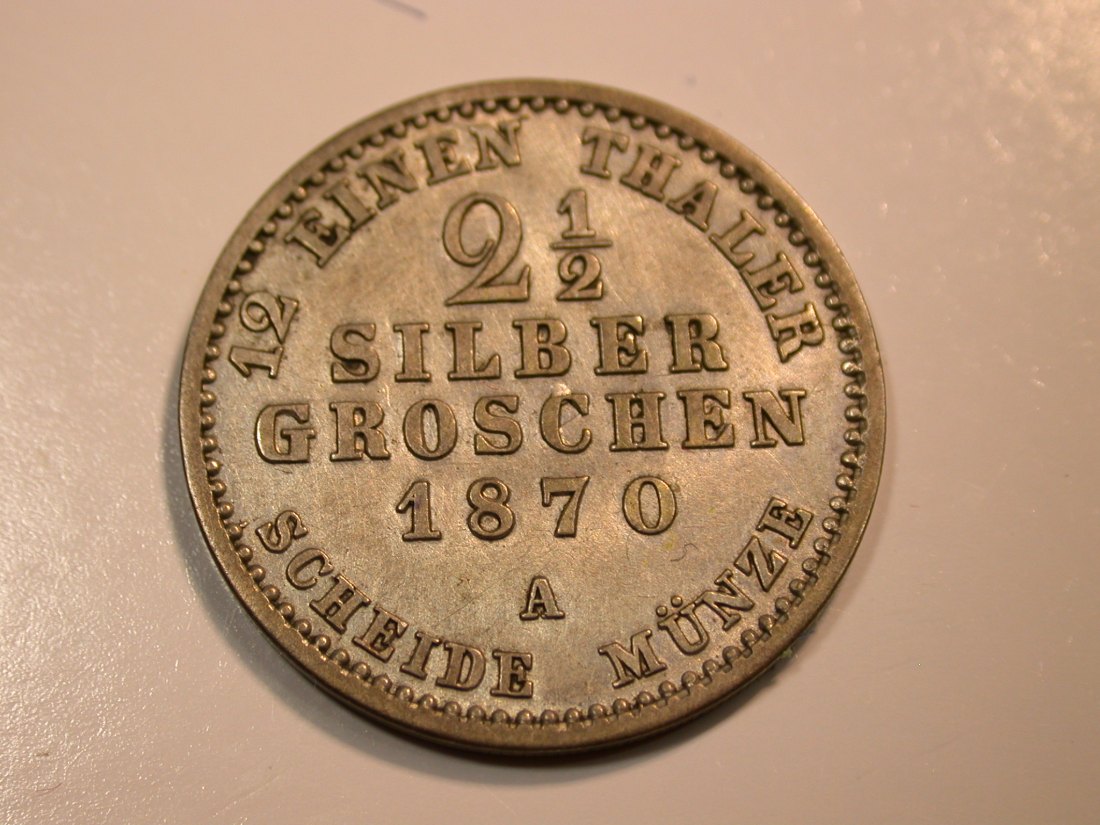 12 EINEN THALER
2 1/2
SILBER
GROSCHEN
1870
A
SCHEIDE MÜNZE